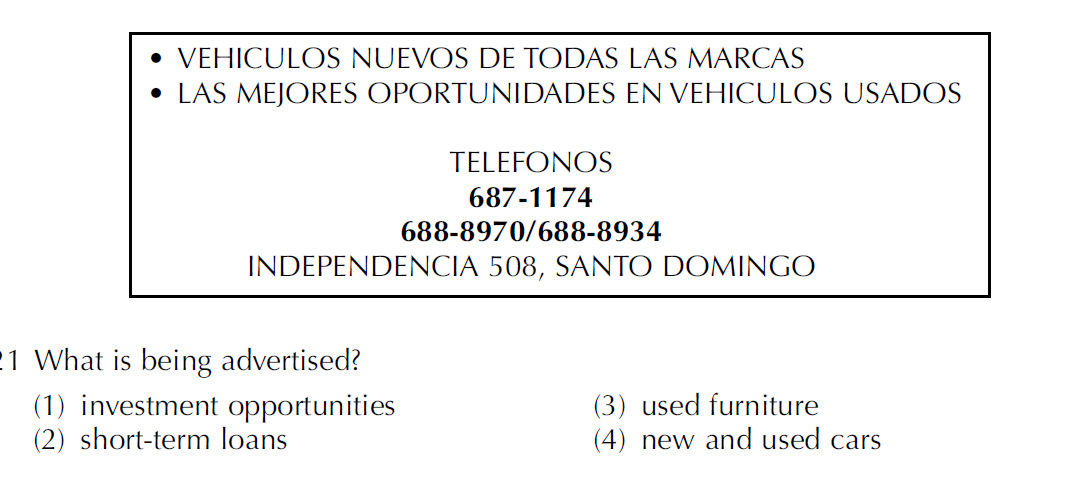 • VEHICULOS NUEVOS DE TODAS LAS MARCAS
• LAS MEJORES OPORTUNIDADES EN VEHICULOS USADOS
TELEFONOS
687-1174
688-8970/688-8934
INDEPENDENCIA 508, SANTO DOMINGO
21 What is being advertised?
(1) investment opportunities
(2) short-term loans
(3) used furniture
(4) new and used cars